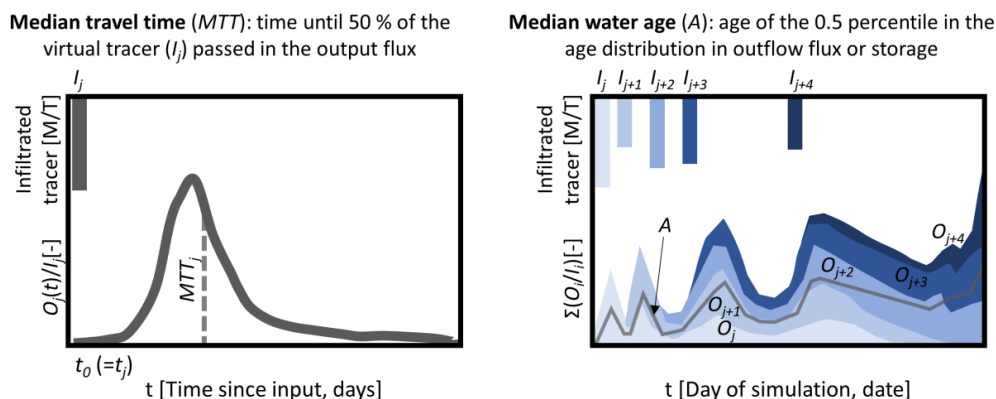 Median travel time (MTT): time until 50 % of the
virtual tracer (Ij) passed in the output flux
Ij
Infiltrated
tracer [M/T]
Oj(t)/Ij[-]
MTTj
t0 (=tj)
t [Time since input, days]
Median water age (A): age of the 0.5 percentile in the
age distribution in outflow flux or storage
Ij Ij+1 Ij+2 Ij+3 Ij+4
Infiltrated
tracer [M/T]
Σ(Oi/Ii)[-]
A
Oj+4
Oj+2
Oj+3
Oj+1
Oj
t [Day of simulation, date]